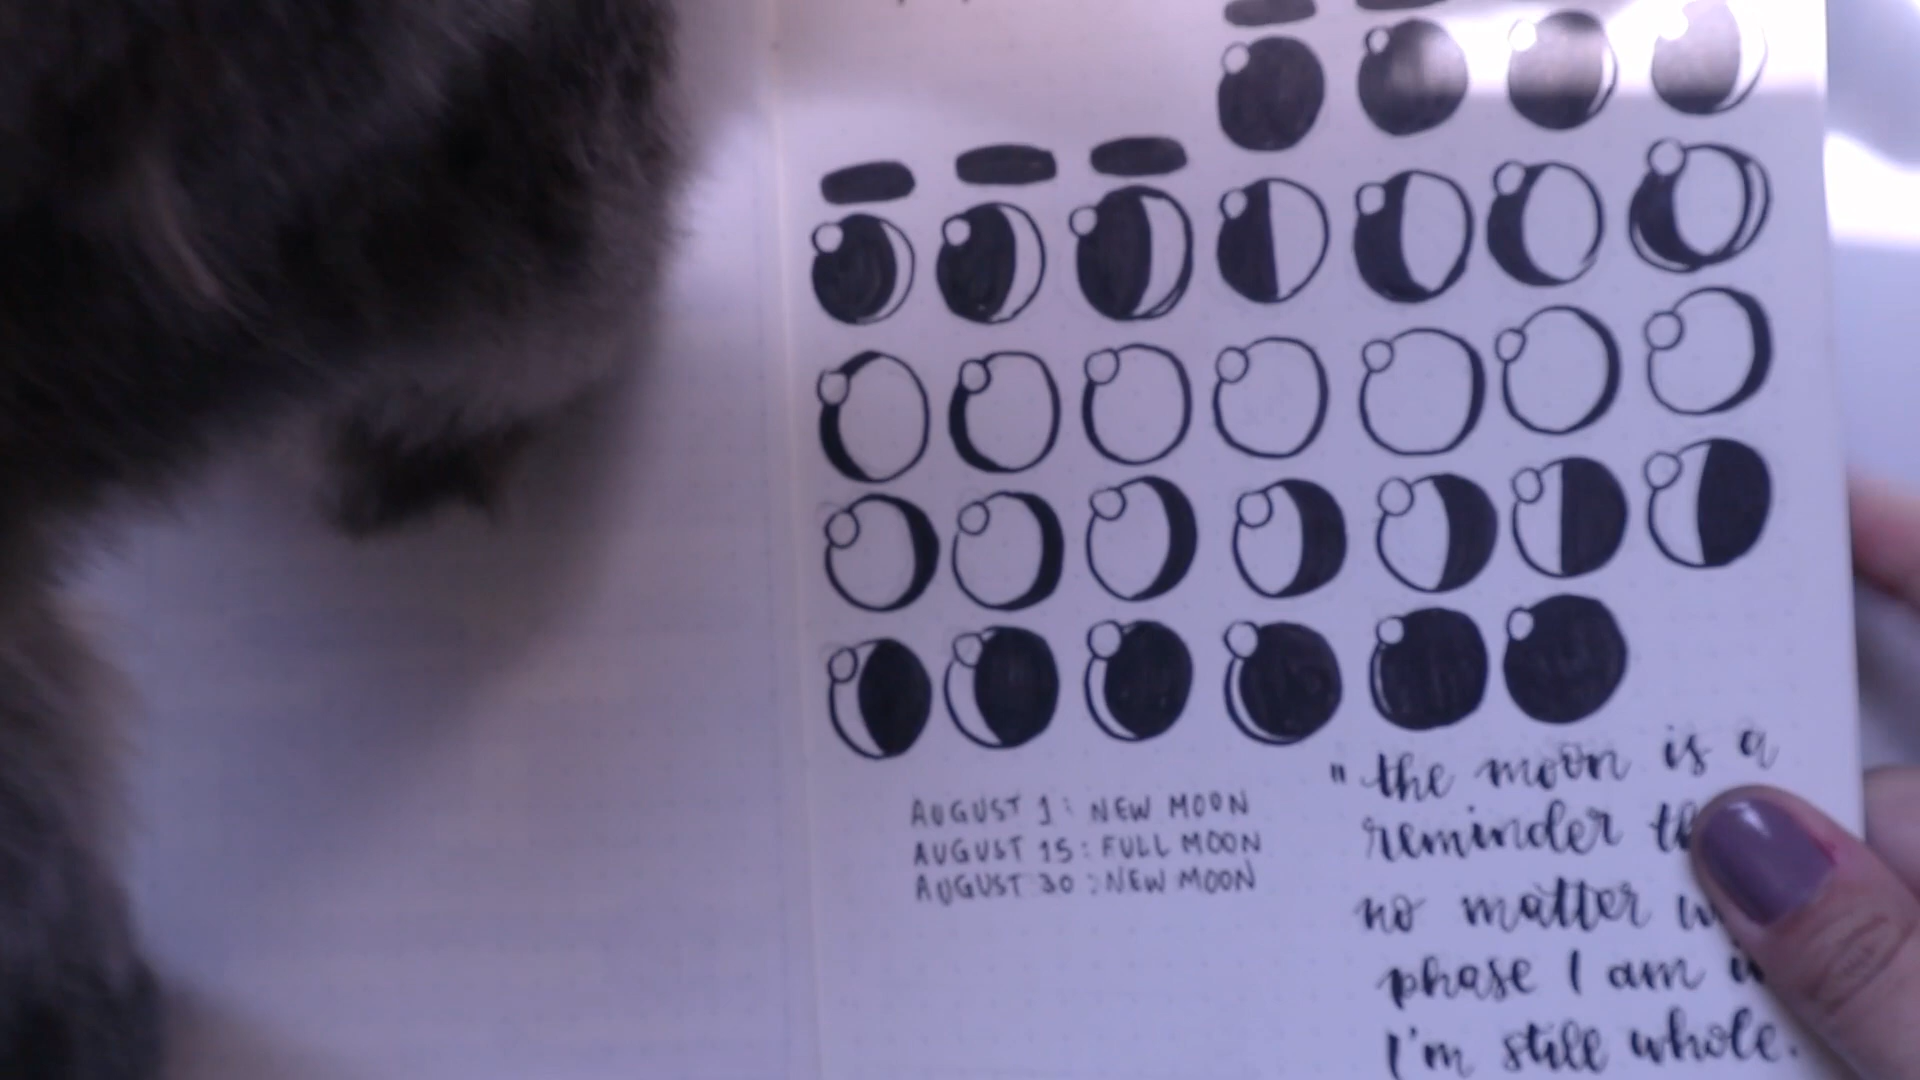 AUGUST 1: NEW MOON
AUGUST 15: FULL MOON
AUGUST 30: NEW MOON
"the moon is a
reminder
no matter
phase I am
I'm still whole.